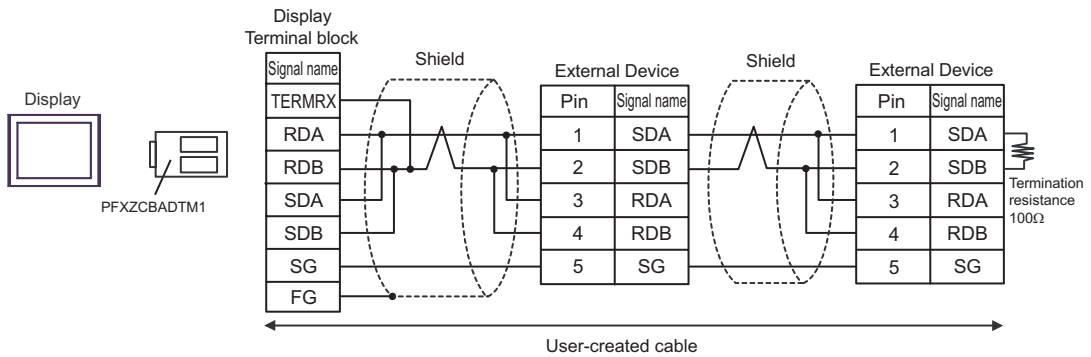 Display
Terminal block
Signal name
TERMRX
RDA
RDB
SDA
SDB
SG
FG
Display
PFXZCBADTM1
Shield
External Device
Pin Signal name
1 SDA
2 SDB
3 RDA
4 RDB
5 SG
Shield
External Device
Pin Signal name
1 SDA
2 SDB
3 RDA
4 RDB
5 SG
Termination
resistance
100Ω
User-created cable